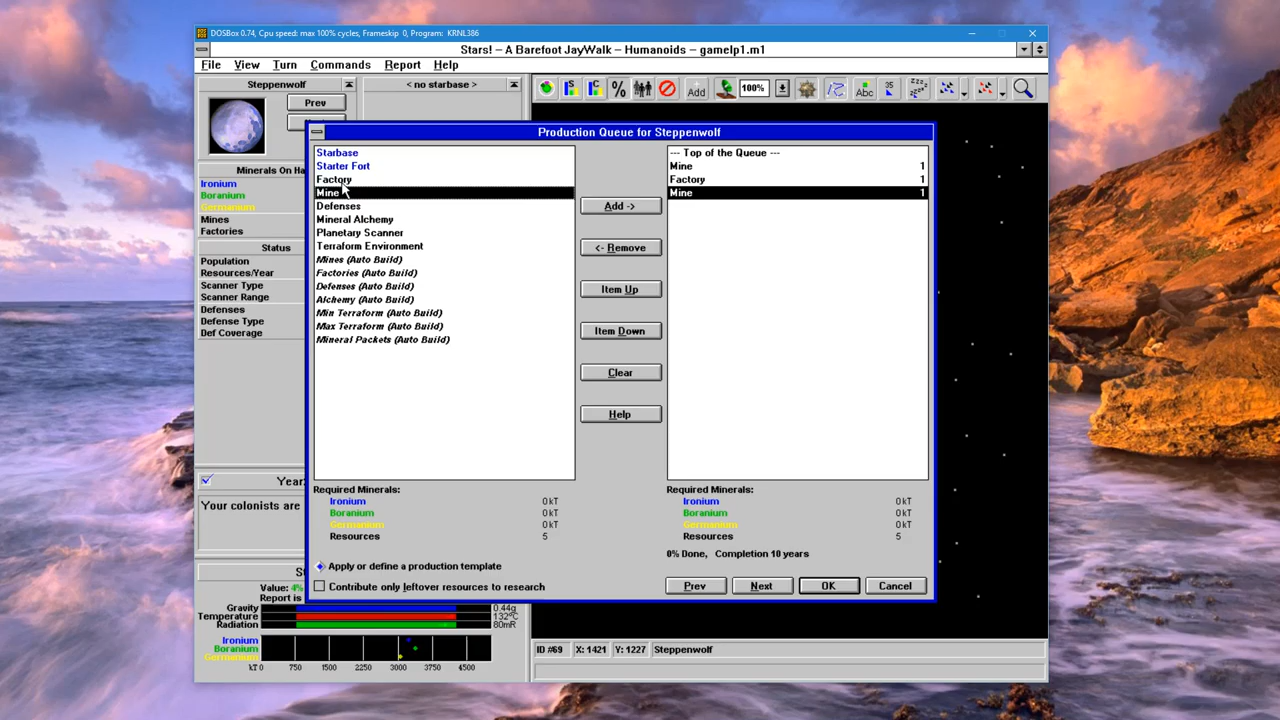 DOSBox 0.74, Cpu speed: max 100% cycles, Frameskip 0, Program: KRNL386
Stars! – A Barefoot JayWalk – Humanoids – gamelp1.m1
File View Turn Commands Report Help
Steppenwolf
< no starbase >
Prev
100%
Add
Abc
35
Production Queue for Steppenwolf
Minerals On Ha
Ironium
Boranium
Germanium
Mines
Factories
Status
Population
Resources/Year
Scanner Type
Scanner Range
Defenses
Defense Type
Def Coverage
Starbase
Starter Fort
Factory
Mine
Defenses
Mineral Alchemy
Planetary Scanner
Terraform Environment
Mines (Auto Build)
Factories (Auto Build)
Defenses (Auto Build)
Alchemy (Auto Build)
Min Terraform (Auto Build)
Max Terraform (Auto Build)
Mineral Packets (Auto Build)
Add ->
<- Remove
Item Up
Item Down
Clear
Help
--- Top of the Queue ---
Mine 1
Factory 1
Mine 1
Required Minerals:
Ironium 0kT
Boranium 0kT
Germanium 0kT
Resources 5
Required Minerals:
Ironium 0kT
Boranium 0kT
Germanium 0kT
Resources 5
0% Done, Completion 10 years
Apply or define a production template
Contribute only leftover resources to research
Prev Next OK Cancel
Year:
Your colonists are
St
Value: 4%
Report is
Gravity 0.44g
Temperature 132°C
Radiation 80mR
Ironium
Boranium
Germanium
kT 0 750 1500 2250 3000 3750 4500
ID #69 X: 1421 Y: 1227 Steppenwolf